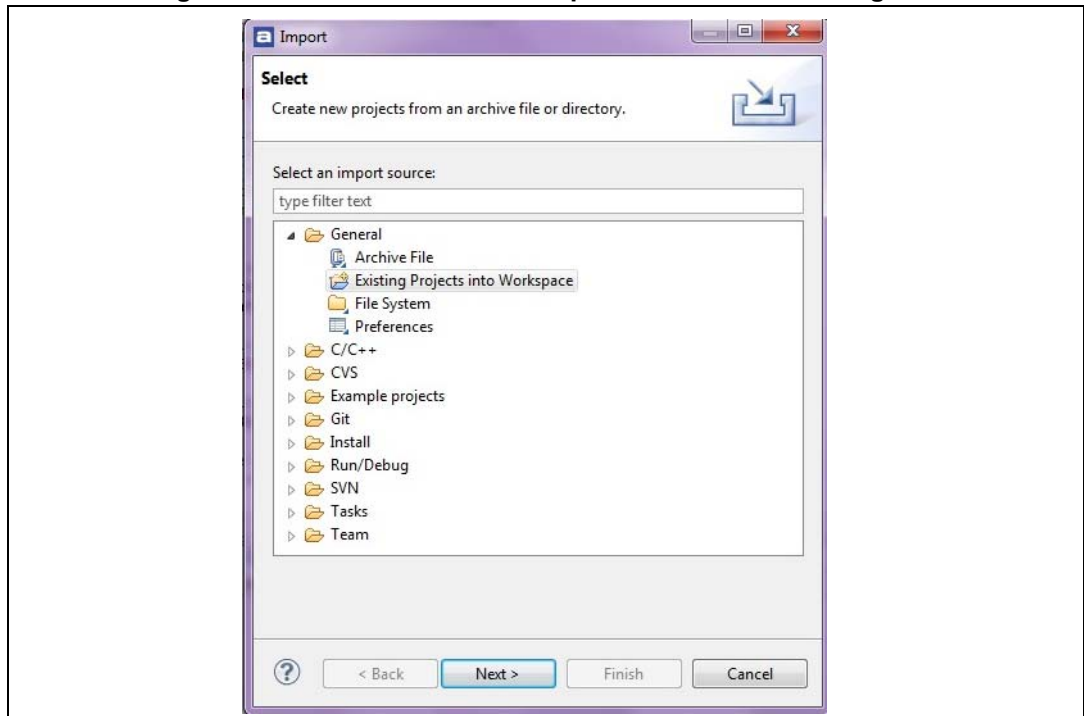 Import
Select
Create new projects from an archive file or directory.
Select an import source:
type filter text
General
Archive File
Existing Projects into Workspace
File System
Preferences
C/C++
CVS
Example projects
Git
Install
Run/Debug
SVN
Tasks
Team
< Back Next > Finish Cancel